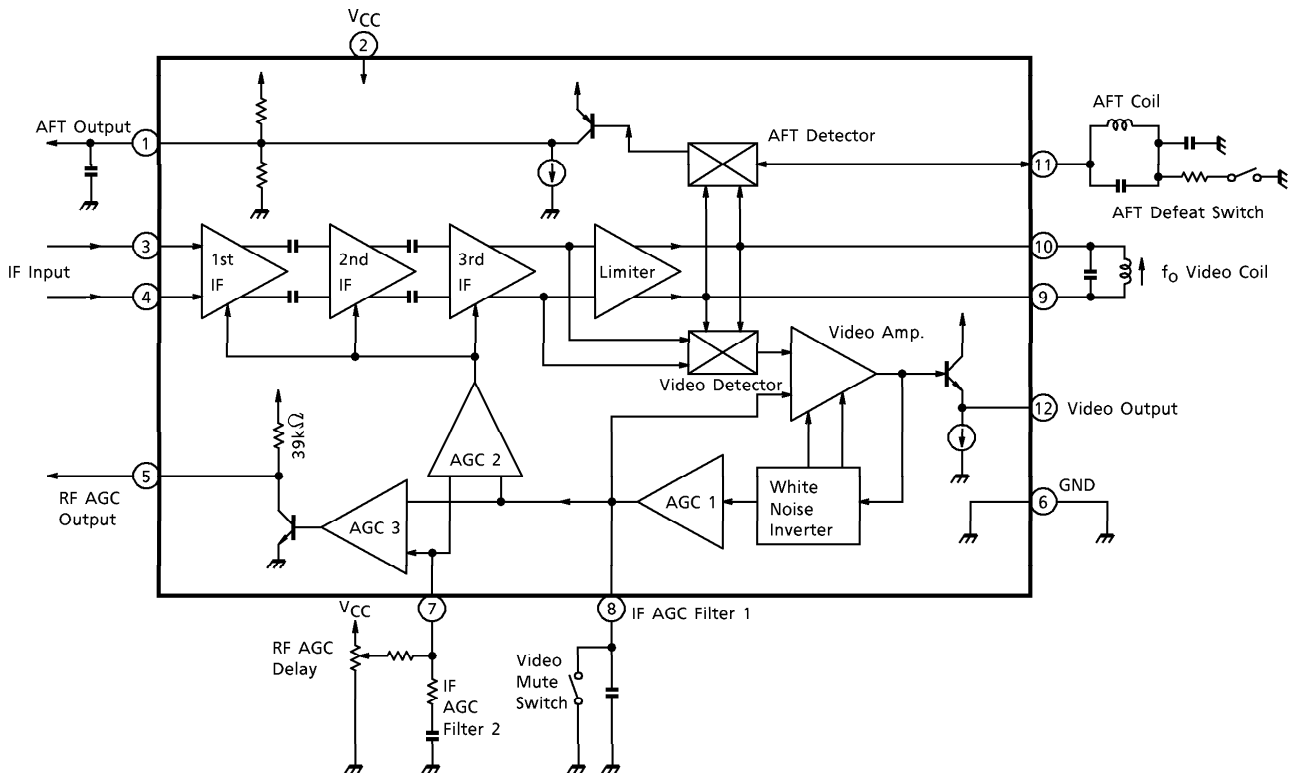 VCC
2
AFT Output
1
AFT Detector
AFT Coil
11
AFT Defeat Switch
3
IF Input
4
1st
IF
2nd
IF
3rd
IF
Limiter
10
9
fo Video Coil
Video Detector
Video Amp.
12
Video Output
39kΩ
5
RF AGC
Output
AGC 2
AGC 3
AGC 1
White
Noise
Inverter
6
GND
VCC
7
8
IF AGC Filter 1
RF AGC
Delay
IF
AGC
Filter 2
Video
Mute
Switch